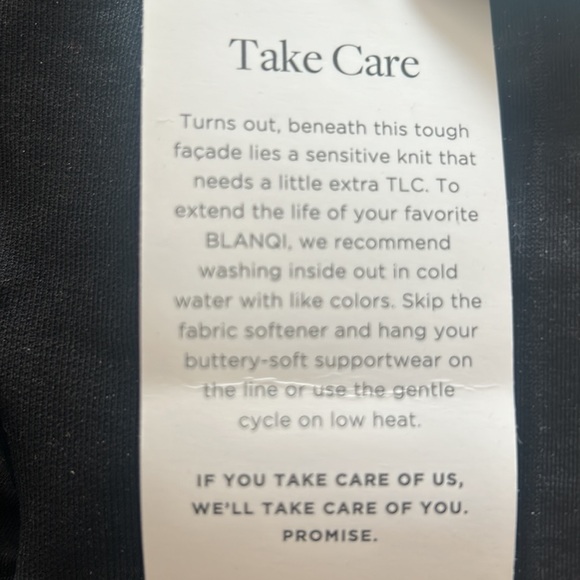 Take Care
Turns out, beneath this tough
façade lies a sensitive knit that
needs a little extra TLC. To
extend the life of your favorite
BLANQI, we recommend
washing inside out in cold
water with like colors. Skip the
fabric softener and hang your
buttery-soft supportwear on
the line or use the gentle
cycle on low heat.
IF YOU TAKE CARE OF US,
WE'LL TAKE CARE OF YOU.
PROMISE.